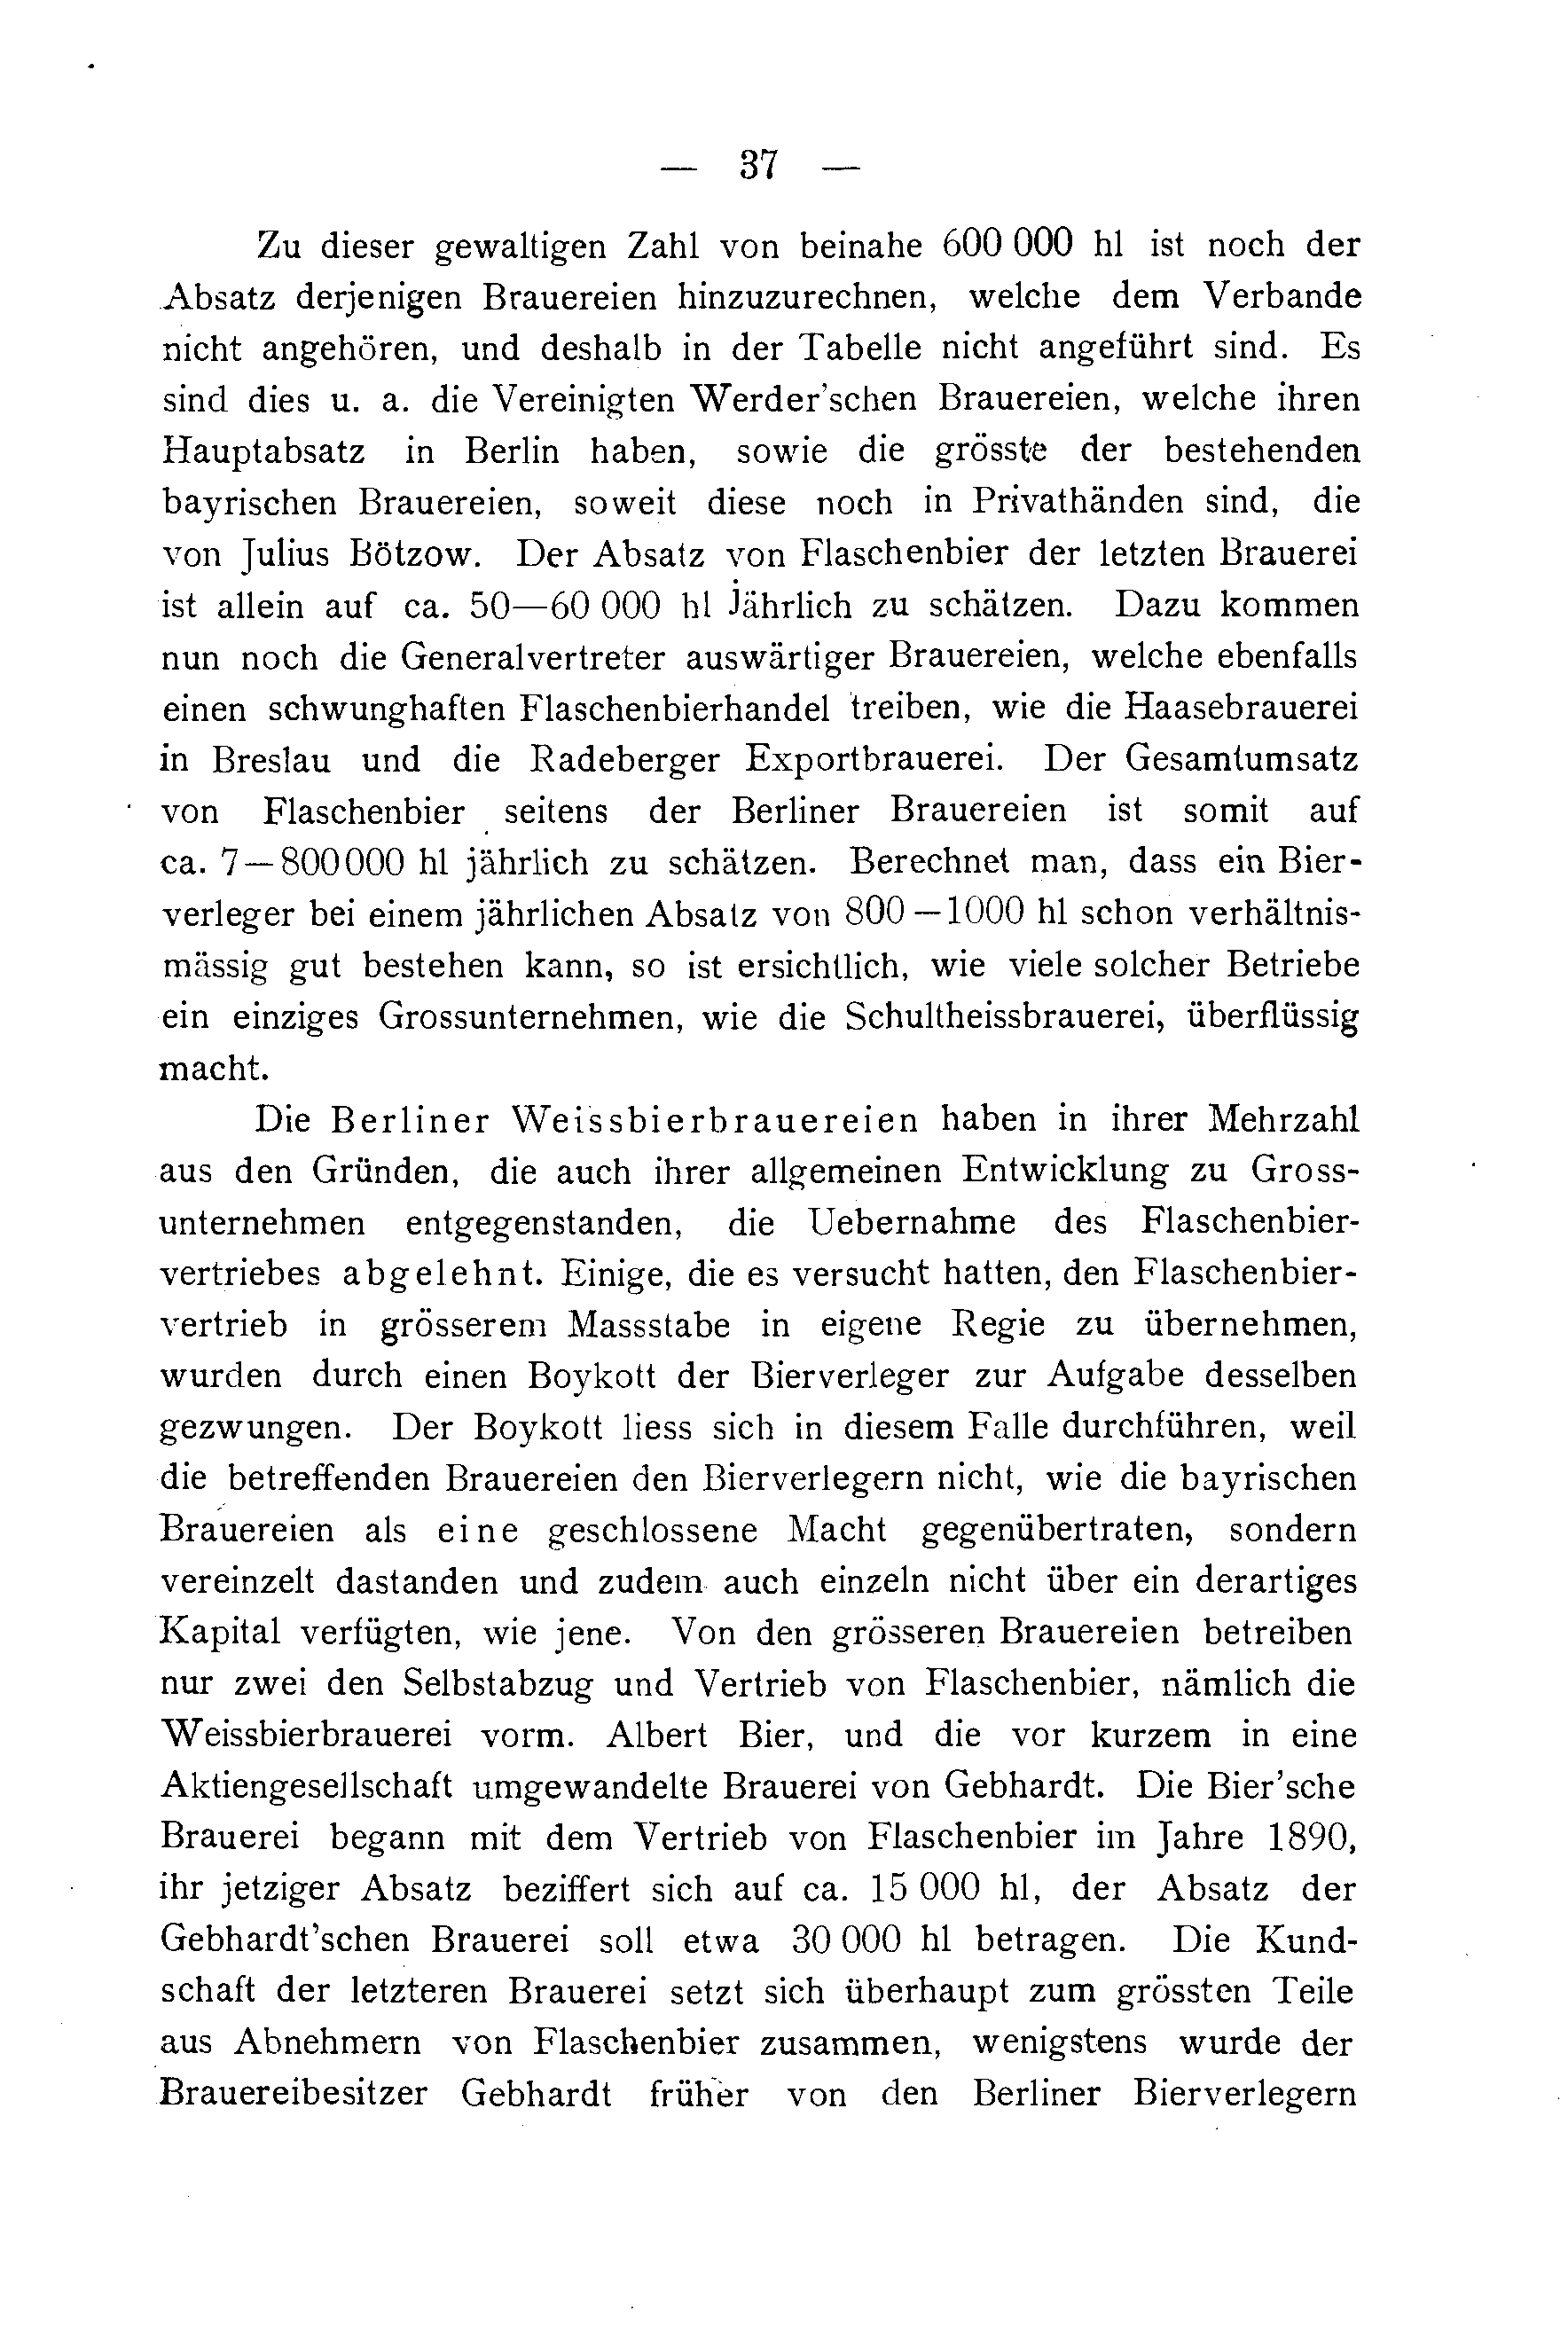 — 37 —
Zu dieser gewaltigen Zahl von beinahe 600 000 hl ist noch der
Absatz derjenigen Brauereien hinzuzurechnen, welche dem Verbande
nicht angehören, und deshalb in der Tabelle nicht angeführt sind. Es
sind dies u. a. die Vereinigten Werder'schen Brauereien, welche ihren
Hauptabsatz in Berlin haben, sowie die grösste der bestehenden
bayrischen Brauereien, soweit diese noch in Privathänden sind, die
von Julius Bötzow. Der Absatz von Flaschenbier der letzten Brauerei
ist allein auf ca. 50—60 000 hl jährlich zu schätzen. Dazu kommen
nun noch die Generalvertreter auswärtiger Brauereien, welche ebenfalls
einen schwunghaften Flaschenbierhandel treiben, wie die Haasebrauerei
in Breslau und die Radeberger Exportbrauerei. Der Gesamtumsatz
von Flaschenbier seitens der Berliner Brauereien ist somit auf
ca. 7—800000 hl jährlich zu schätzen. Berechnet man, dass ein Bier-
verleger bei einem jährlichen Absatz von 800—1000 hl schon verhältnis-
mässig gut bestehen kann, so ist ersichtlich, wie viele solcher Betriebe
ein einziges Grossunternehmen, wie die Schultheissbrauerei, überflüssig
macht.
Die Berliner Weissbierbrauereien haben in ihrer Mehrzahl
aus den Gründen, die auch ihrer allgemeinen Entwicklung zu Gross-
unternehmen entgegenstanden, die Uebernahme des Flaschenbier-
vertriebes abgelehnt. Einige, die es versucht hatten, den Flaschenbier-
vertrieb in grösserem Massstabe in eigene Regie zu übernehmen,
wurden durch einen Boykott der Bierverleger zur Aufgabe desselben
gezwungen. Der Boykott liess sich in diesem Falle durchführen, weil
die betreffenden Brauereien den Bierverlegern nicht, wie die bayrischen
Brauereien als eine geschlossene Macht gegenübertraten, sondern
vereinzelt dastanden und zudem auch einzeln nicht über ein derartiges
Kapital verfügten, wie jene. Von den grösseren Brauereien betreiben
nur zwei den Selbstabzug und Vertrieb von Flaschenbier, nämlich die
Weissbierbrauerei vorm. Albert Bier, und die vor kurzem in eine
Aktiengesellschaft umgewandelte Brauerei von Gebhardt. Die Bier'sche
Brauerei begann mit dem Vertrieb von Flaschenbier im Jahre 1890,
ihr jetziger Absatz beziffert sich auf ca. 15 000 hl, der Absatz der
Gebhardt'schen Brauerei soll etwa 30 000 hl betragen. Die Kund-
schaft der letzteren Brauerei setzt sich überhaupt zum grössten Teile
aus Abnehmern von Flaschenbier zusammen, wenigstens wurde der
Brauereibesitzer Gebhardt früher von den Berliner Bierverlegern